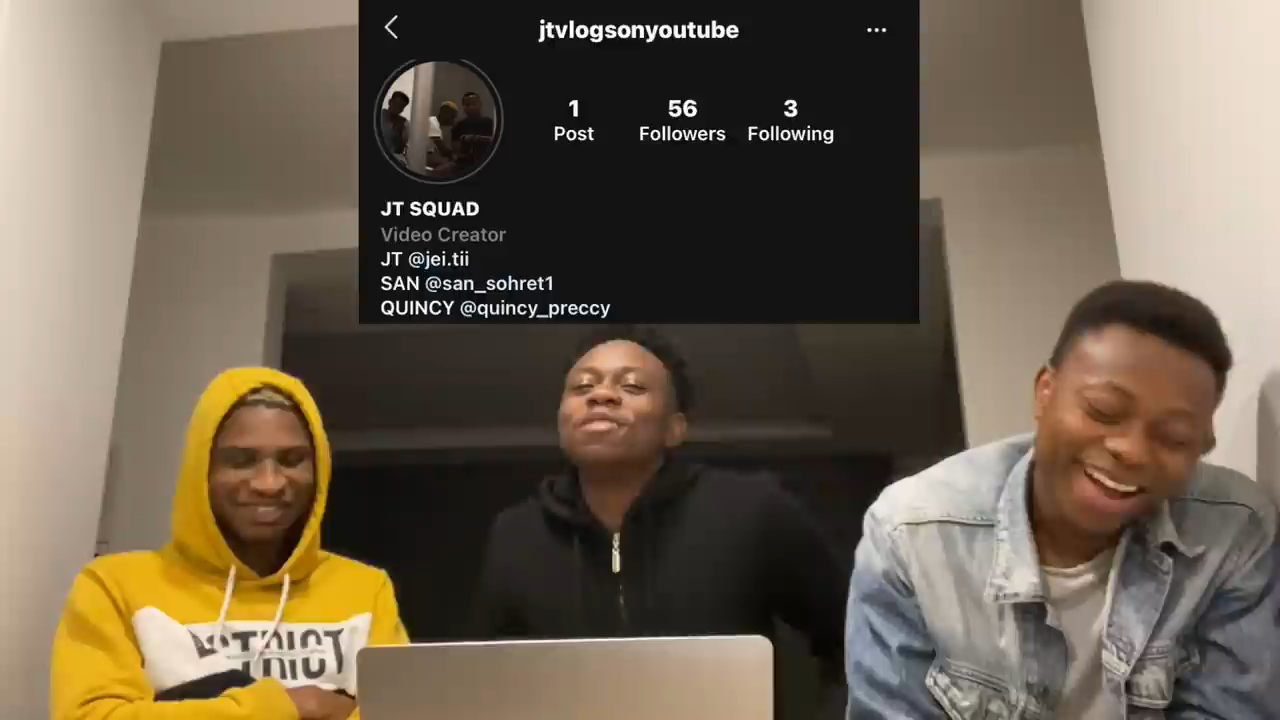 jtvlogsonyoutube
1 56 3
Post Followers Following
JT SQUAD
Video Creator
JT @jei.tii
SAN @san_sohret1
QUINCY @quincy_preccy